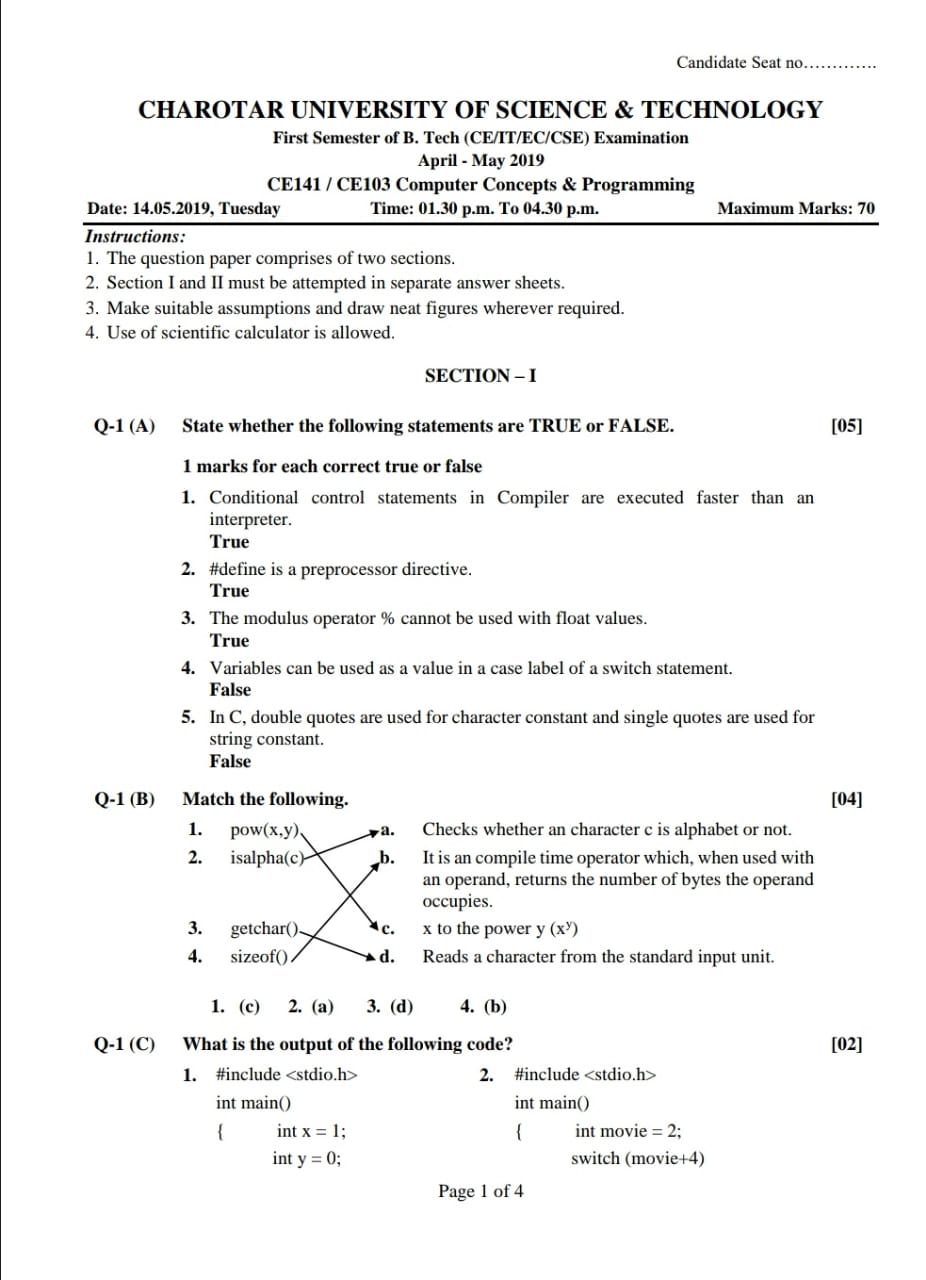 Candidate Seat no.............
CHAROTAR UNIVERSITY OF SCIENCE & TECHNOLOGY
First Semester of B. Tech (CE/IT/EC/CSE) Examination
April - May 2019
CE141 / CE103 Computer Concepts & Programming
Date: 14.05.2019, Tuesday Time: 01.30 p.m. To 04.30 p.m. Maximum Marks: 70
Instructions:
1. The question paper comprises of two sections.
2. Section I and II must be attempted in separate answer sheets.
3. Make suitable assumptions and draw neat figures wherever required.
4. Use of scientific calculator is allowed.
SECTION – I
Q-1 (A) State whether the following statements are TRUE or FALSE. [05]
1 marks for each correct true or false
1. Conditional control statements in Compiler are executed faster than an
interpreter.
True
2. #define is a preprocessor directive.
True
3. The modulus operator % cannot be used with float values.
True
4. Variables can be used as a value in a case label of a switch statement.
False
5. In C, double quotes are used for character constant and single quotes are used for
string constant.
False
Q-1 (B) Match the following. [04]
1. pow(x,y) a. Checks whether an character c is alphabet or not.
2. isalpha(c) b. It is an compile time operator which, when used with
an operand, returns the number of bytes the operand
occupies.
3. getchar() c. x to the power y (x^y)
4. sizeof() d. Reads a character from the standard input unit.
1. (c) 2. (a) 3. (d) 4. (b)
Q-1 (C) What is the output of the following code? [02]
1. #include <stdio.h> 2. #include <stdio.h>
int main() int main()
{ int x = 1; { int movie = 2;
int y = 0; switch (movie+4)
Page 1 of 4